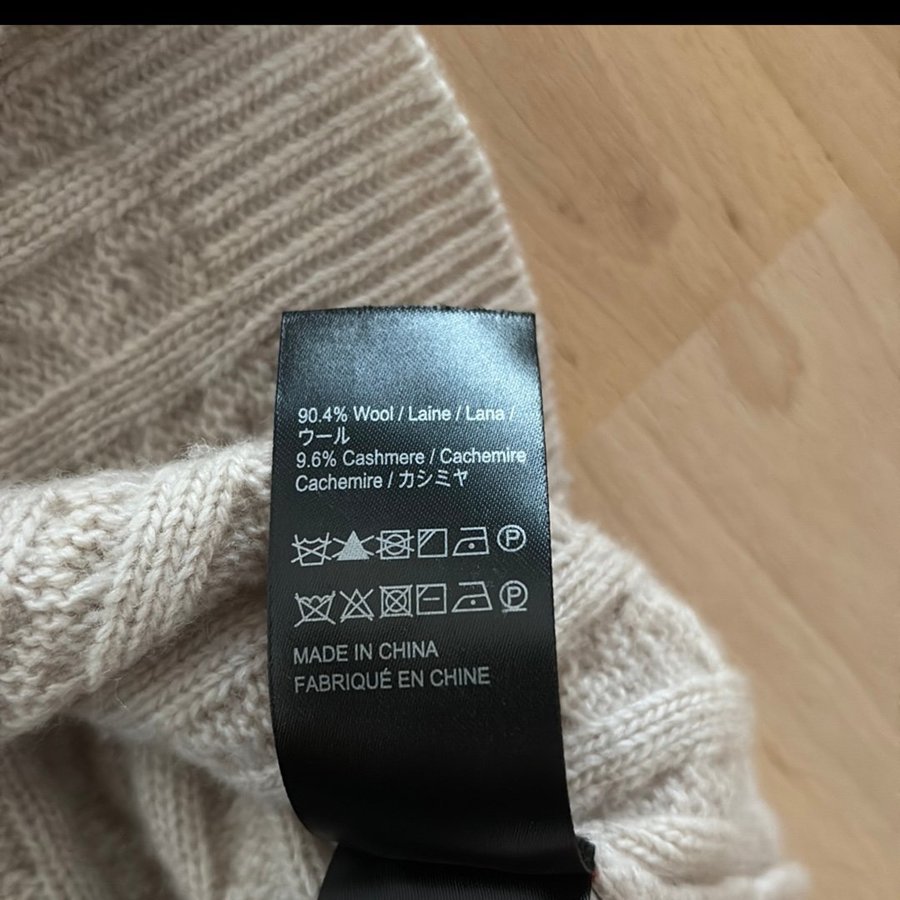 90.4% Wool / Laine / Lana /
ウール
9.6% Cashmere / Cachemire
Cachemire / カシミヤ
P
P
MADE IN CHINA
FABRIQUÉ EN CHINE